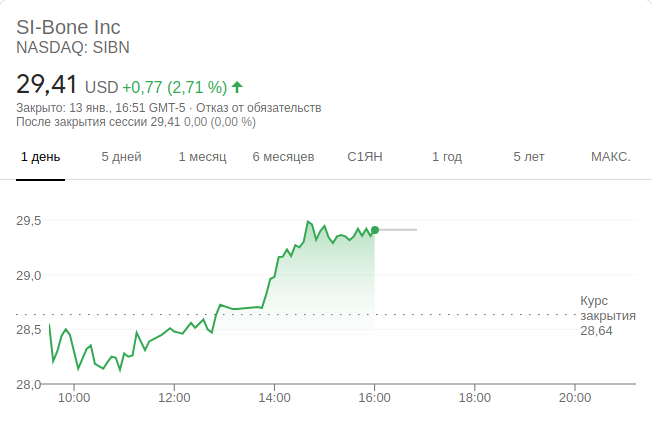 SI-Bone Inc
NASDAQ: SIBN
29,41 USD +0,77 (2,71 %)
Закрыто: 13 янв., 16:51 GMT-5 · Отказ от обязательств
После закрытия сессии 29,41 0,00 (0,00 %)
1 день 5 дней 1 месяц 6 месяцев С1ЯН 1 год 5 лет МАКС.
29,5
29,0
Курс
закрытия
28,64
28,5
28,0
10:00 12:00 14:00 16:00 18:00 20:00